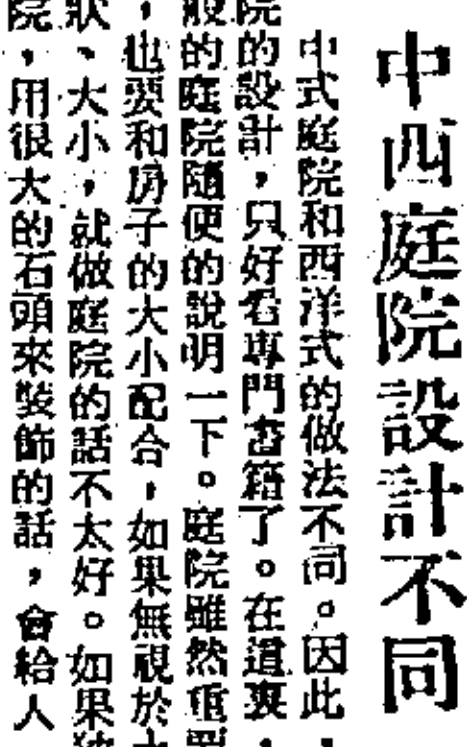 中西庭院設計不同
中式庭院和西洋式的做法不同。因此，
院的設計，只好看專門書籍了。在這裏，
般的庭院隨便的說明一下。庭院雖然重
，也要和房子的大小配合，如果無視於
狀、大小，就做庭院的話不太好。如果
院，用很大的石頭來裝飾的話，會給人